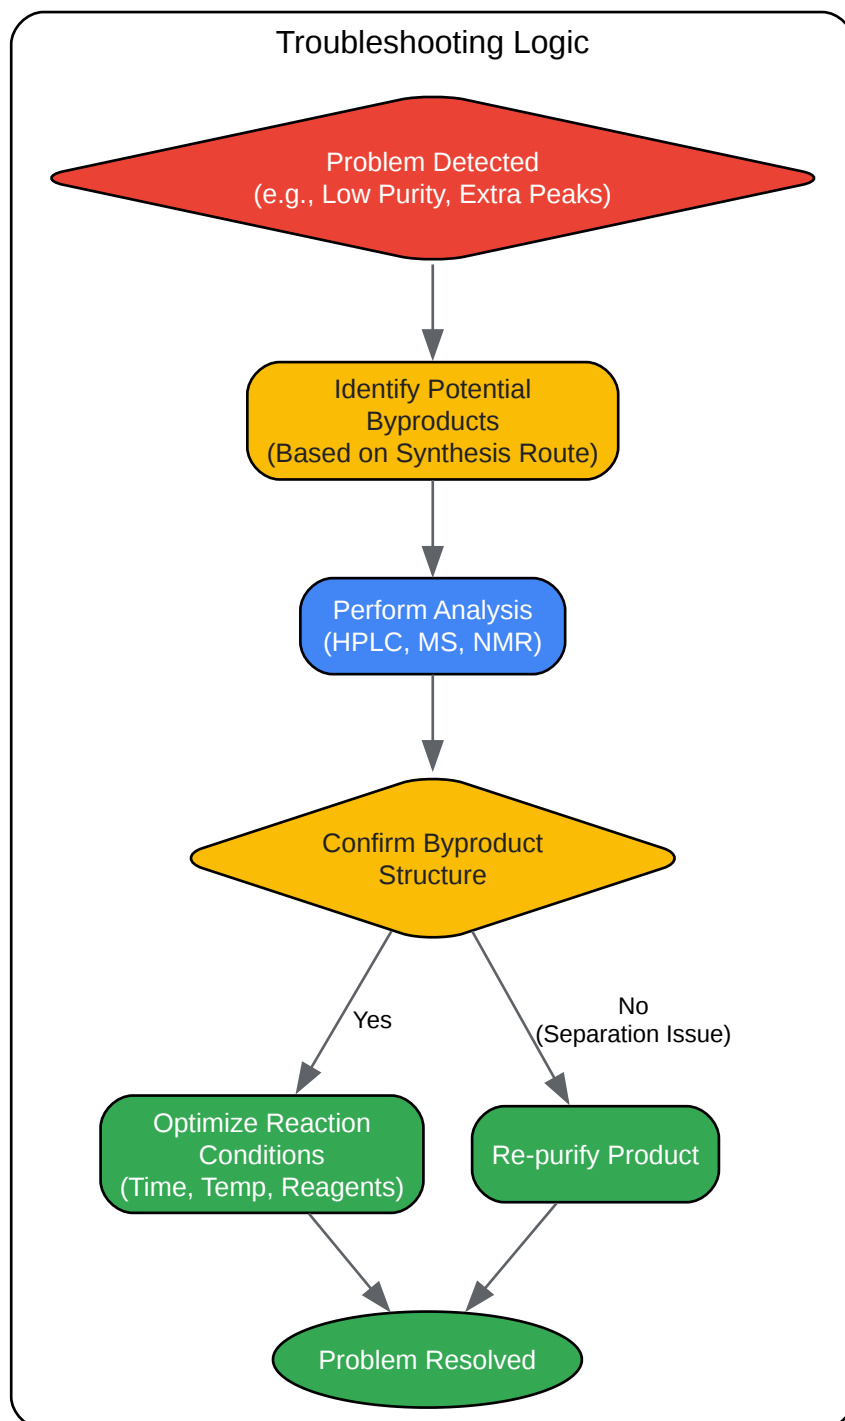 Troubleshooting Logic
Problem Detected
(e.g., Low Purity, Extra Peaks)
Identify Potential
Byproducts
(Based on Synthesis Route)
Perform Analysis
(HPLC, MS, NMR)
Confirm Byproduct
Structure
Yes
No
(Separation Issue)
Optimize Reaction
Conditions
(Time, Temp, Reagents)
Re-purify Product
Problem Resolved